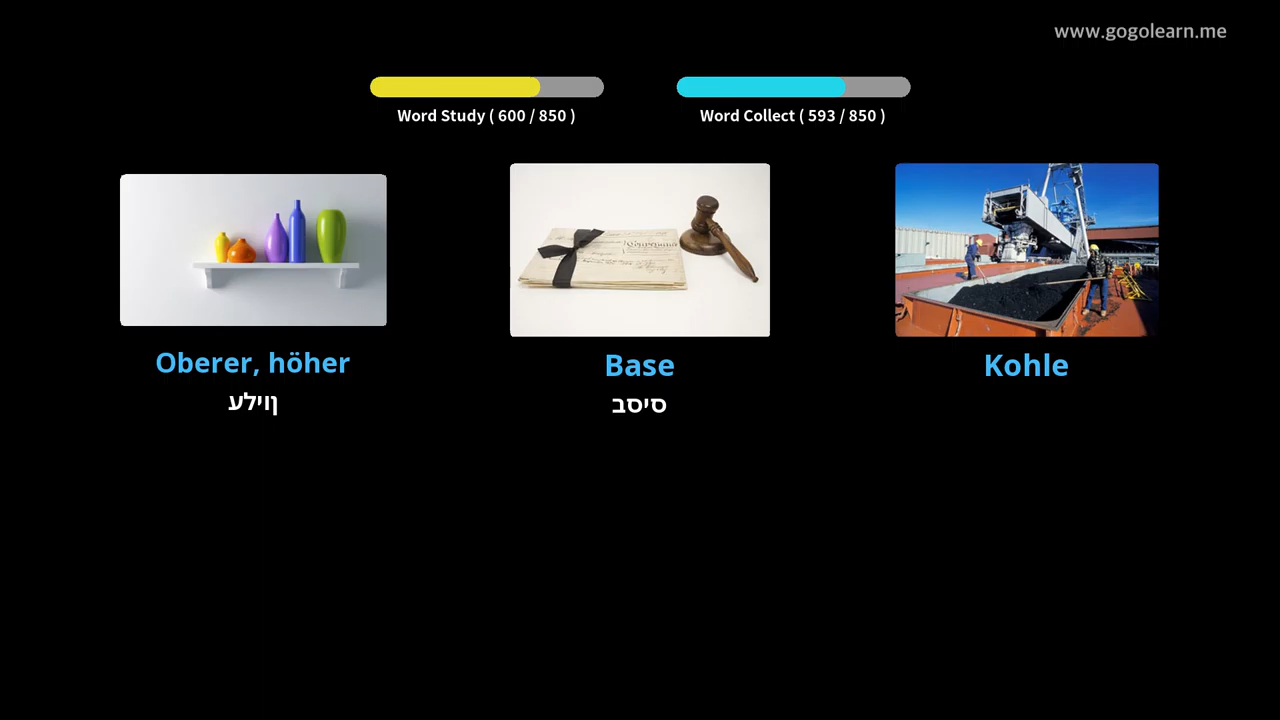 www.gogolearn.me
Word Study ( 600 / 850 )
Word Collect ( 593 / 850 )
Oberer, höher
עליון
Base
בסיס
Kohle